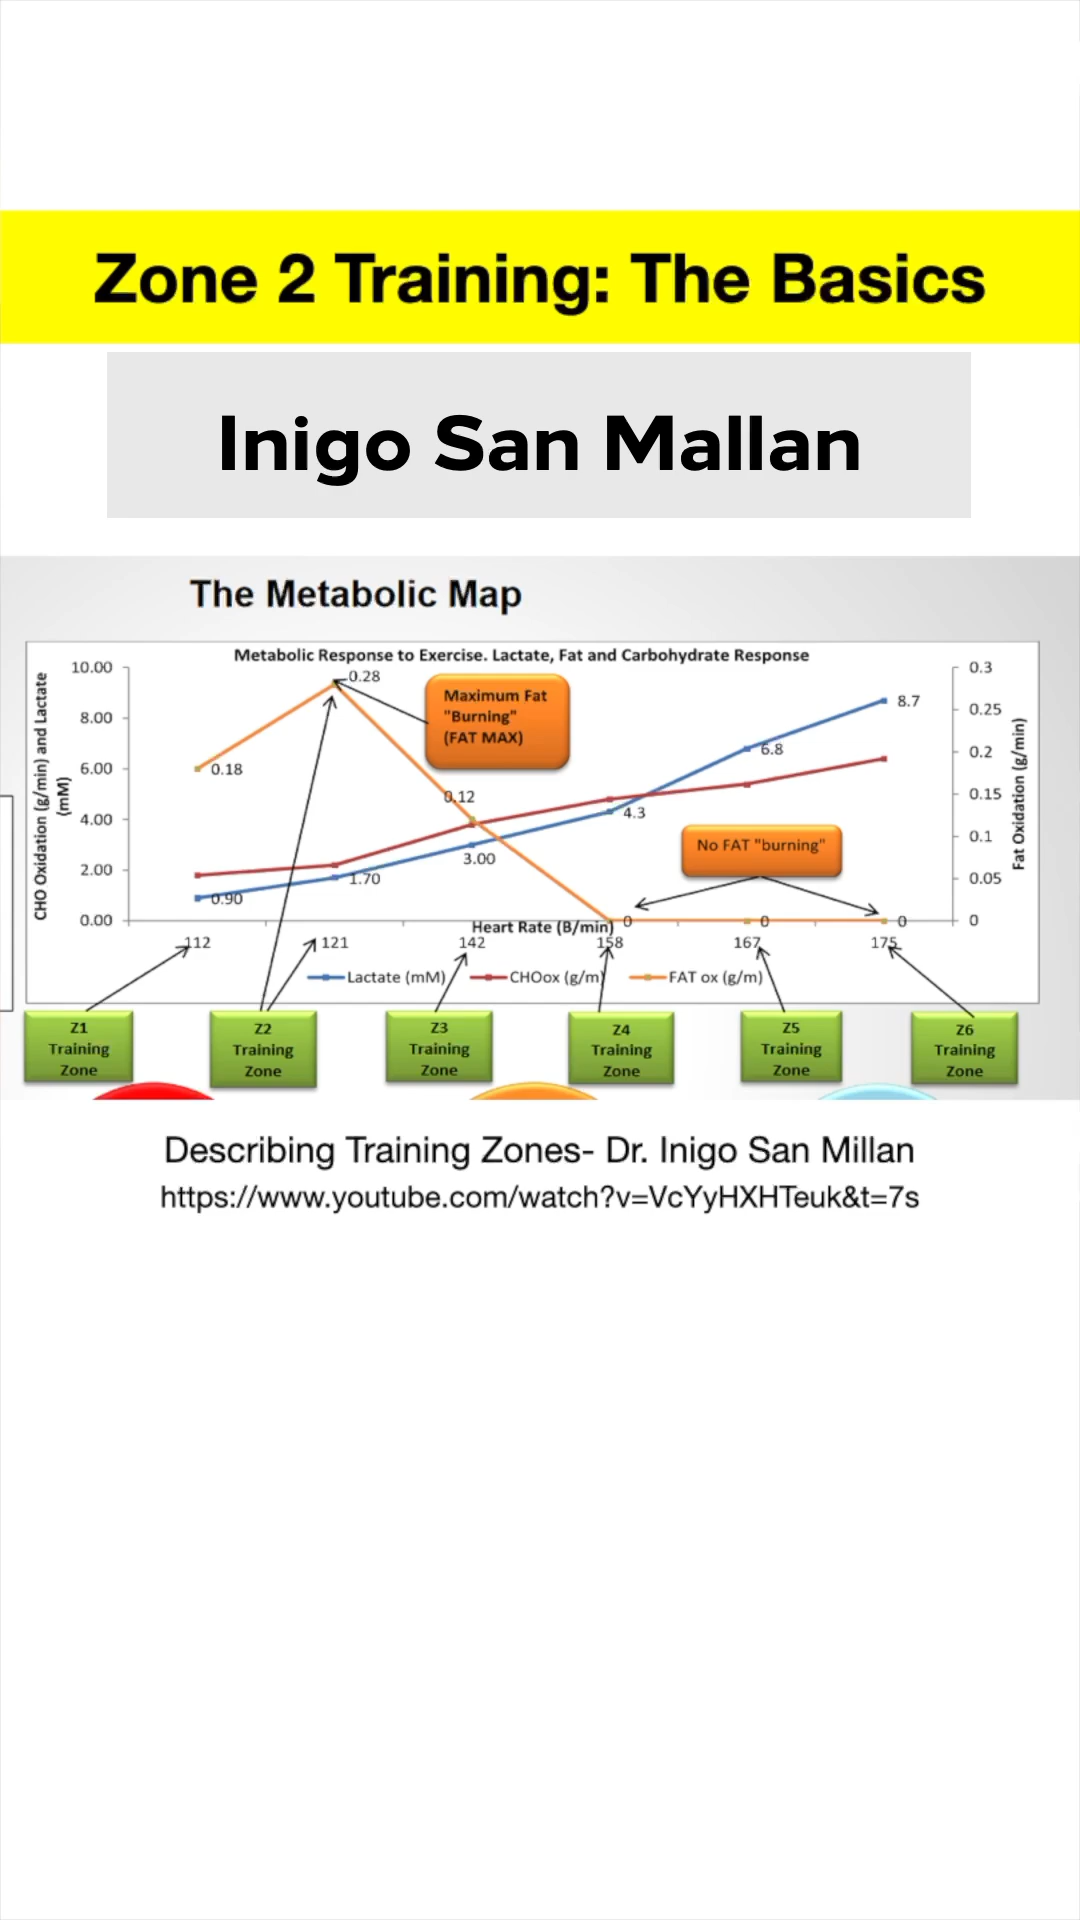 Zone 2 Training: The Basics
Inigo San Mallan
The Metabolic Map
Metabolic Response to Exercise. Lactate, Fat and Carbohydrate Response
CHO Oxidation (g/min) and Lactate
(mM)
10.00
8.00
6.00
4.00
2.00
0.00
0.3
0.25
0.2
0.15
0.1
0.05
0
Fat Oxidation (g/min)
0.18
0.28
0.12
0
0
0
0.90
1.70
3.00
4.3
6.8
8.7
Maximum Fat
"Burning"
(FAT MAX)
No FAT "burning"
Heart Rate (B/min)
112
121
142
158
167
175
Lactate (mM)
CHOox (g/m)
FAT ox (g/m)
Z1
Training
Zone
Z2
Training
Zone
Z3
Training
Zone
Z4
Training
Zone
Z5
Training
Zone
Z6
Training
Zone
Describing Training Zones- Dr. Inigo San Millan
https://www.youtube.com/watch?v=VcYyHXHTeuk&t=7s